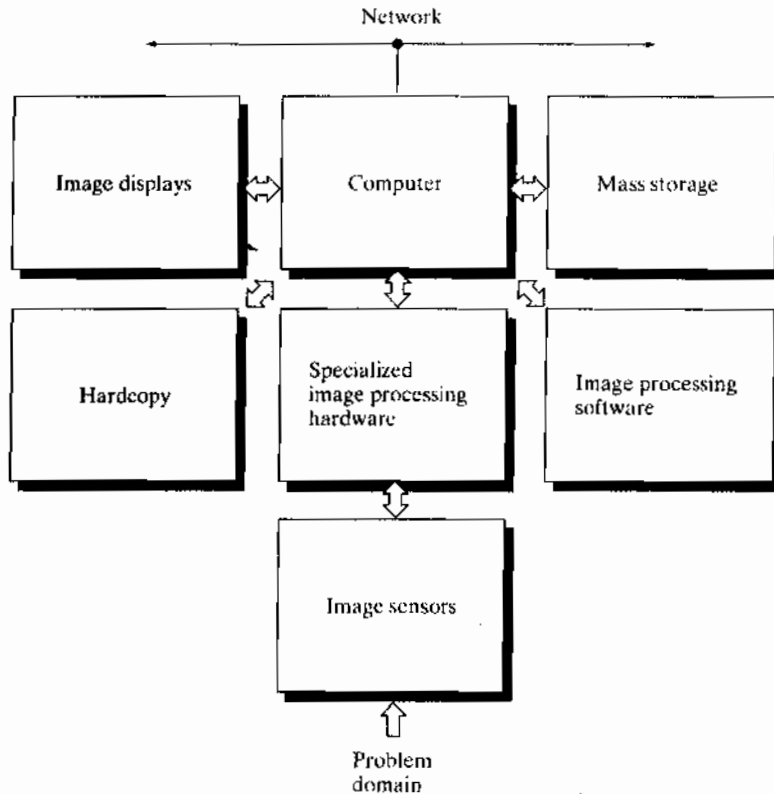 Network
Image displays
Computer
Mass storage
Hardcopy
Specialized
image processing
hardware
Image processing
software
Image sensors
Problem
domain